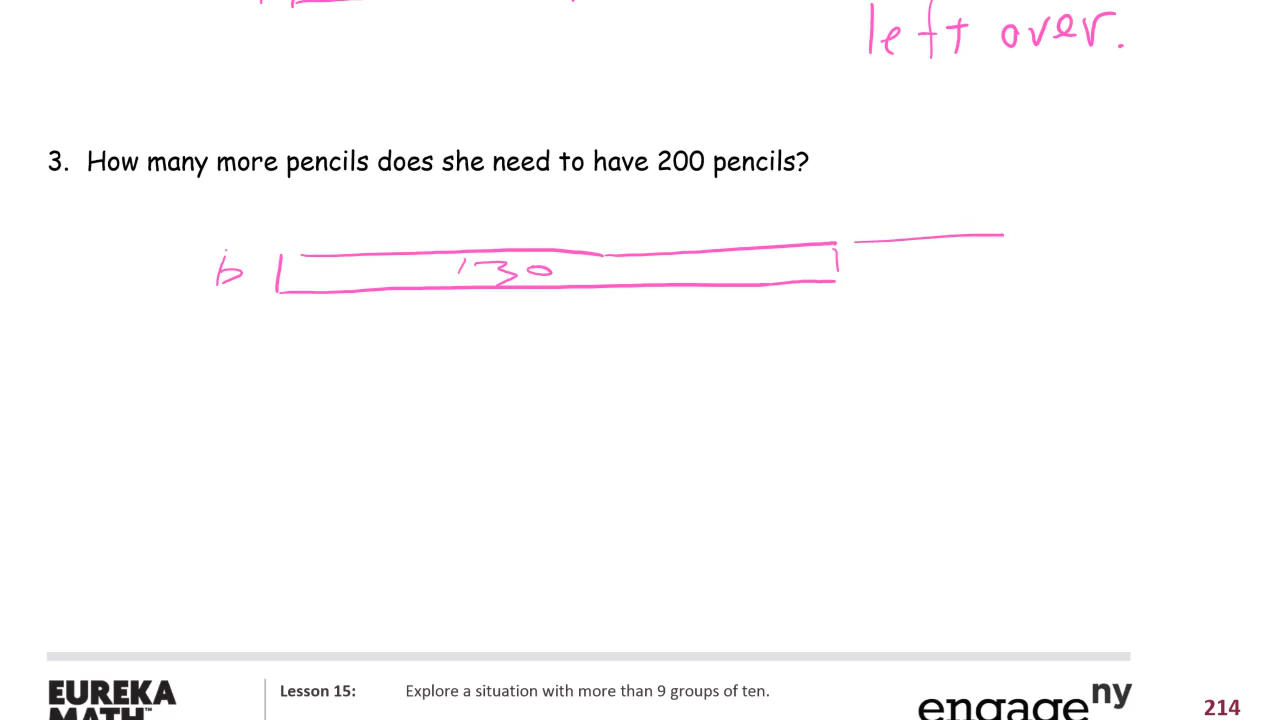 left over.
3. How many more pencils does she need to have 200 pencils?
b 130
EUREKA
MATH™
Lesson 15: Explore a situation with more than 9 groups of ten.
engage ny
214